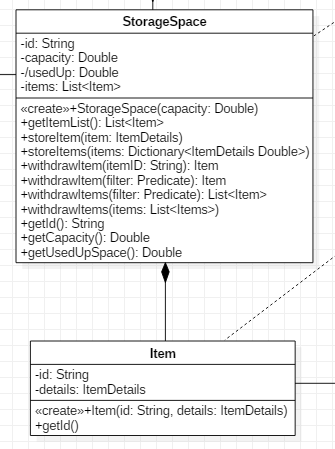 StorageSpace
-id: String
-capacity: Double
-/usedUp: Double
-items: List<Item>
«create»+StorageSpace(capacity: Double)
+getItemList(): List<Item>
+storeItem(item: ItemDetails)
+storeItems(items: Dictionary<ItemDetails Double>)
+withdrawItem(itemID: String): Item
+withdrawItem(filter: Predicate): Item
+withdrawItems(filter: Predicate): List<Item>
+withdrawItems(items: List<Items>)
+getId(): String
+getCapacity(): Double
+getUsedUpSpace(): Double
Item
-id: String
-details: ItemDetails
«create»+Item(id: String, details: ItemDetails)
+getId()